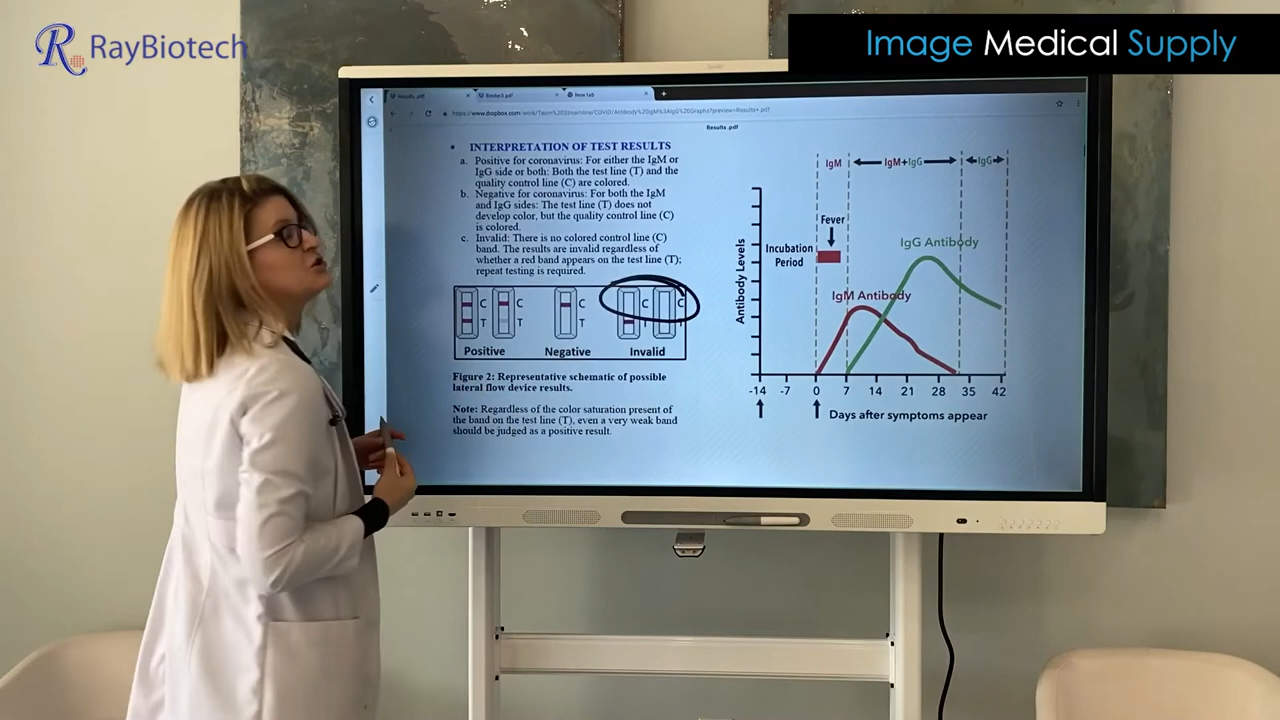 RayBiotech
Image Medical Supply
Results .pdf
New tab
Results .pdf
• INTERPRETATION OF TEST RESULTS
a. Positive for coronavirus: For either the IgM or
IgG side or both: Both the test line (T) and the
quality control line (C) are colored.
b. Negative for coronavirus: For both the IgM
and IgG sides: The test line (T) does not
develop color, but the quality control line (C)
is colored.
c. Invalid: There is no colored control line (C)
band. The results are invalid regardless of
whether a red band appears on the test line (T);
repeat testing is required.
C C C C C
T T T T T
Positive Negative Invalid
Figure 2: Representative schematic of possible
lateral flow device results.
Note: Regardless of the color saturation present of
the band on the test line (T), even a very weak band
should be judged as a positive result.
IgM IgM+IgG IgG
Fever
Incubation
Period
IgG Antibody
IgM Antibody
Antibody Levels
-14 -7 0 7 14 21 28 35 42
Days after symptoms appear